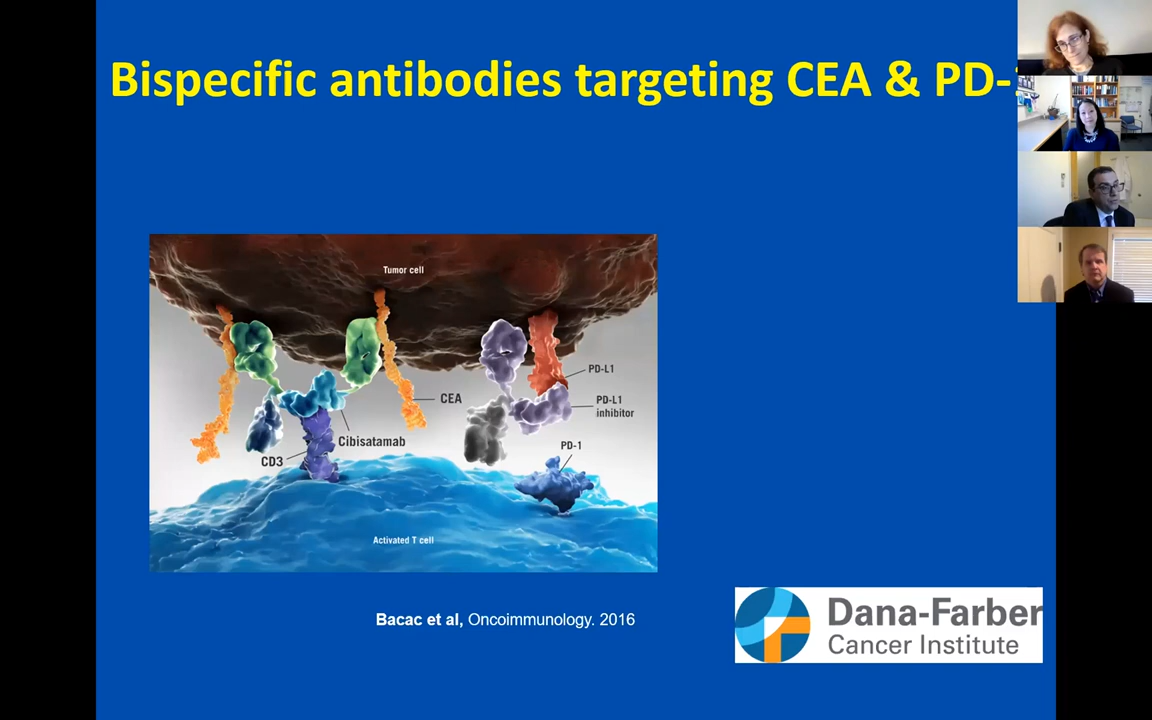 Bispecific antibodies targeting CEA & PD-
Tumor cell
PD-L1
CEA
PD-L1
inhibitor
Cibisatamab
PD-1
CD3
Activated T cell
Bacac et al, Oncoimmunology. 2016
Dana-Farber
Cancer Institute